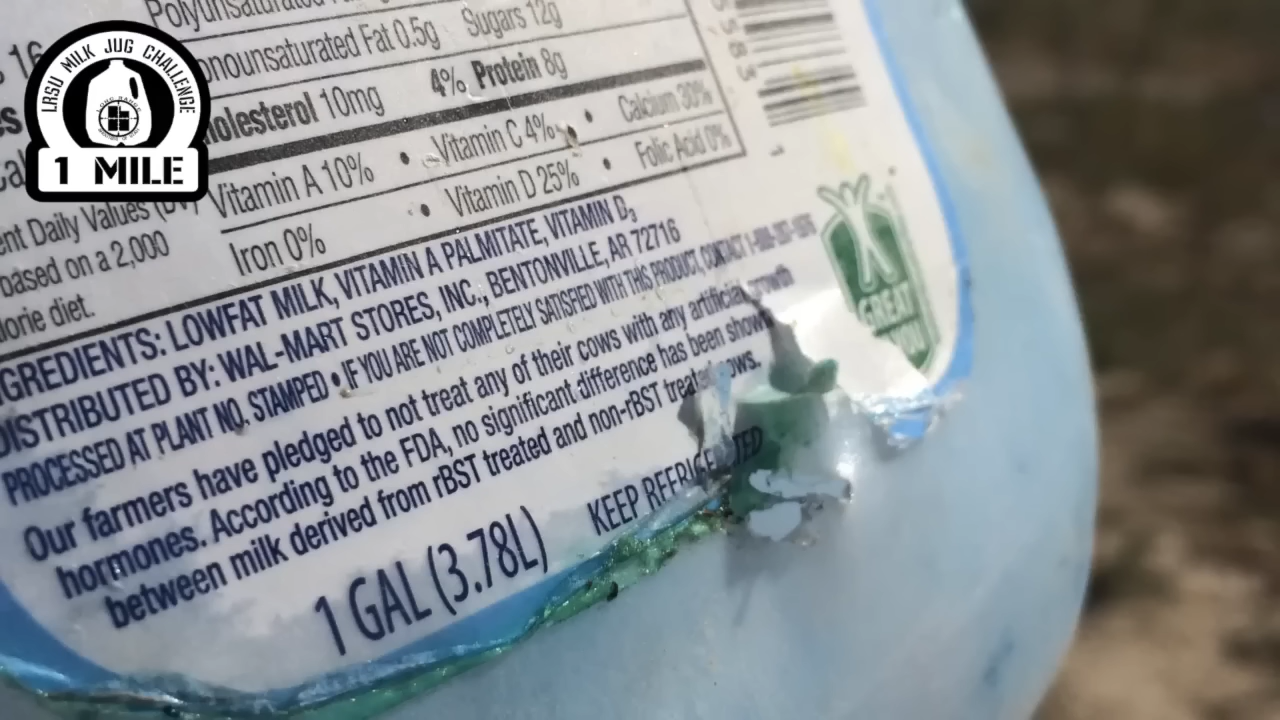 LRSU MILK JUG CHALLENGE
1 MILE
Polyunsaturated
onounsaturated Fat 0.5g Sugars 12g
4% Protein 8g
holesterol 10mg
Vitamin A 10% • Vitamin C 4% • Calcium 30%
Iron 0% • Vitamin D 25% • Folic Acid 0%
ent Daily Values (DV)
based on a 2,000
lorie diet.
NGREDIENTS: LOWFAT MILK, VITAMIN A PALMITATE, VITAMIN D3
DISTRIBUTED BY: WAL-MART STORES, INC., BENTONVILLE, AR 72716
PROCESSED AT PLANT NO. STAMPED • IF YOU ARE NOT COMPLETELY SATISFIED WITH THIS PRODUCT, CONTACT
Our farmers have pledged to not treat any of their cows with any artificial growth
hormones. According to the FDA, no significant difference has been shown
between milk derived from rBST treated and non-rBST treated cows.
1 GAL (3.78L) KEEP REFRIGERATED
GREAT
YOU